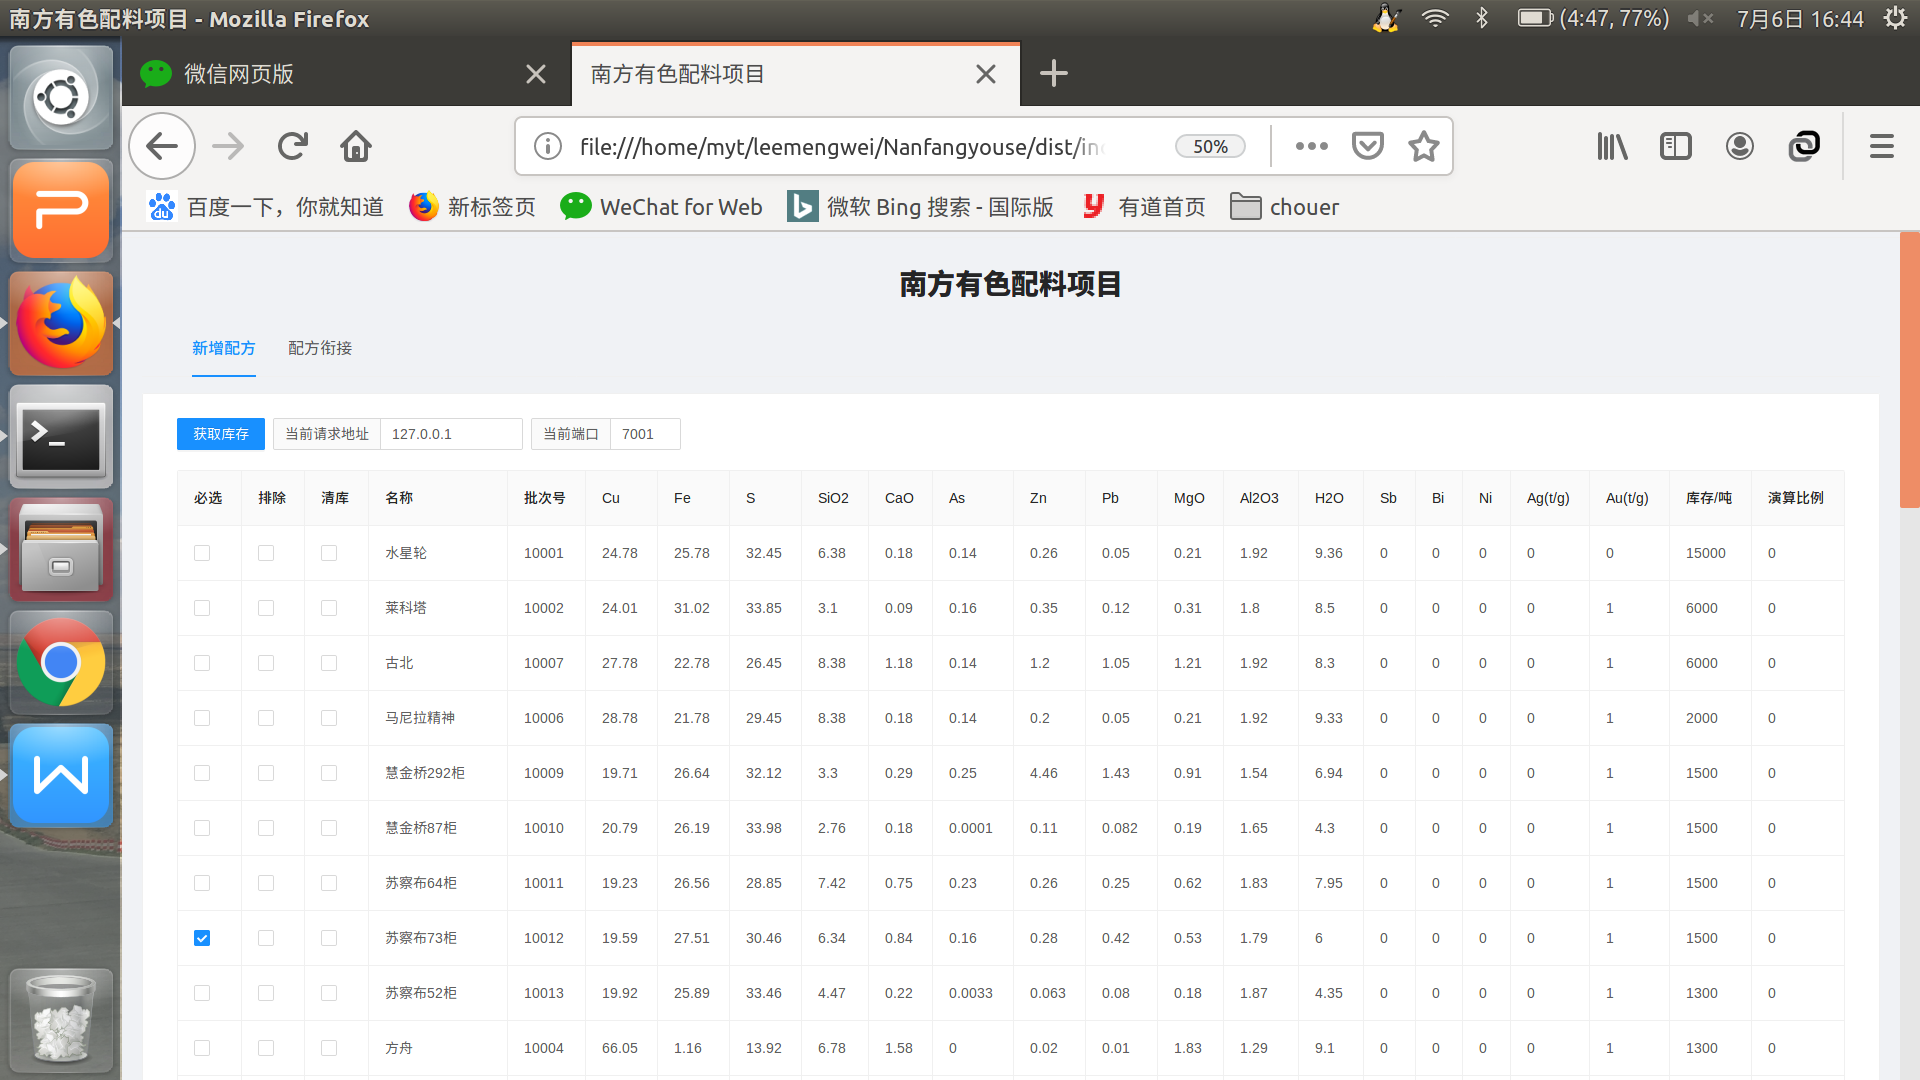 南方有色配料项目 - Mozilla Firefox
(4:47, 77%)
7月6日 16:44
微信网页版
南方有色配料项目
file:///home/myt/leemengwei/Nanfangyouse/dist/in
50%
百度一下，你就知道
新标签页
WeChat for Web
微软 Bing 搜索 - 国际版
有道首页
chouer
南方有色配料项目
新增配方 配方衔接
获取库存 当前请求地址 127.0.0.1 当前端口 7001
必选 排除 清库 名称 批次号 Cu Fe S SiO2 CaO As Zn Pb MgO Al2O3 H2O Sb Bi Ni Ag(t/g) Au(t/g) 库存/吨 演算比例
水星轮 10001 24.78 25.78 32.45 6.38 0.18 0.14 0.26 0.05 0.21 1.92 9.36 0 0 0 0 0 15000 0
莱科塔 10002 24.01 31.02 33.85 3.1 0.09 0.16 0.35 0.12 0.31 1.8 8.5 0 0 0 0 1 6000 0
古北 10007 27.78 22.78 26.45 8.38 1.18 0.14 1.2 1.05 1.21 1.92 8.3 0 0 0 0 1 6000 0
马尼拉精神 10006 28.78 21.78 29.45 8.38 0.18 0.14 0.2 0.05 0.21 1.92 9.33 0 0 0 0 1 2000 0
慧金桥292柜 10009 19.71 26.64 32.12 3.3 0.29 0.25 4.46 1.43 0.91 1.54 6.94 0 0 0 0 1 1500 0
慧金桥87柜 10010 20.79 26.19 33.98 2.76 0.18 0.0001 0.11 0.082 0.19 1.65 4.3 0 0 0 0 1 1500 0
苏察布64柜 10011 19.23 26.56 28.85 7.42 0.75 0.23 0.26 0.25 0.62 1.83 7.95 0 0 0 0 1 1500 0
苏察布73柜 10012 19.59 27.51 30.46 6.34 0.84 0.16 0.28 0.42 0.53 1.79 6 0 0 0 0 1 1500 0
苏察布52柜 10013 19.92 25.89 33.46 4.47 0.22 0.0033 0.063 0.08 0.18 1.87 4.35 0 0 0 0 1 1300 0
方舟 10004 66.05 1.16 13.92 6.78 1.58 0 0.02 0.01 1.83 1.29 9.1 0 0 0 0 1 1300 0